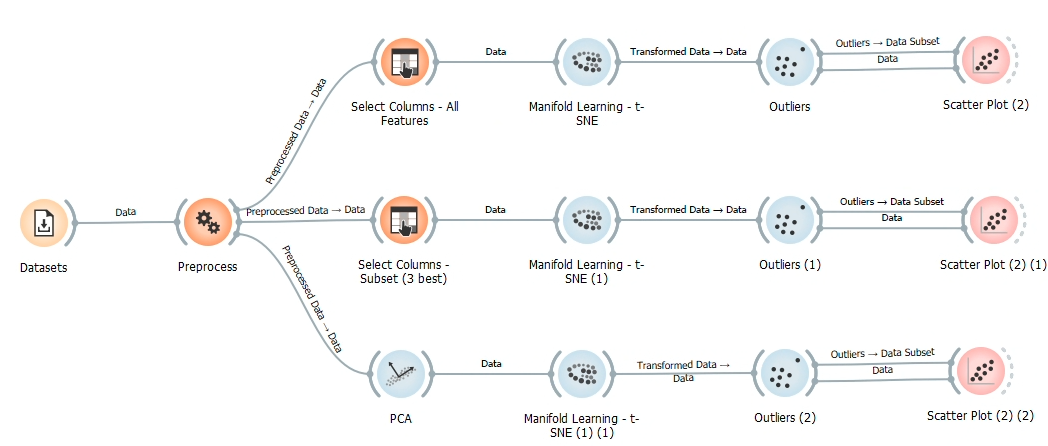 Preprocessed Data → Data
Data
Transformed Data → Data
Outliers → Data Subset
Data
Select Columns - All
Features
Manifold Learning - t-
SNE
Outliers
Scatter Plot (2)
Data
Preprocessed Data → Data
Data
Transformed Data → Data
Outliers → Data Subset
Data
Datasets
Preprocess
Select Columns -
Subset (3 best)
Manifold Learning - t-
SNE (1)
Outliers (1)
Scatter Plot (2) (1)
Preprocessed Data → Data
Data
Transformed Data →
Data
Outliers → Data Subset
Data
PCA
Manifold Learning - t-
SNE (1) (1)
Outliers (2)
Scatter Plot (2) (2)